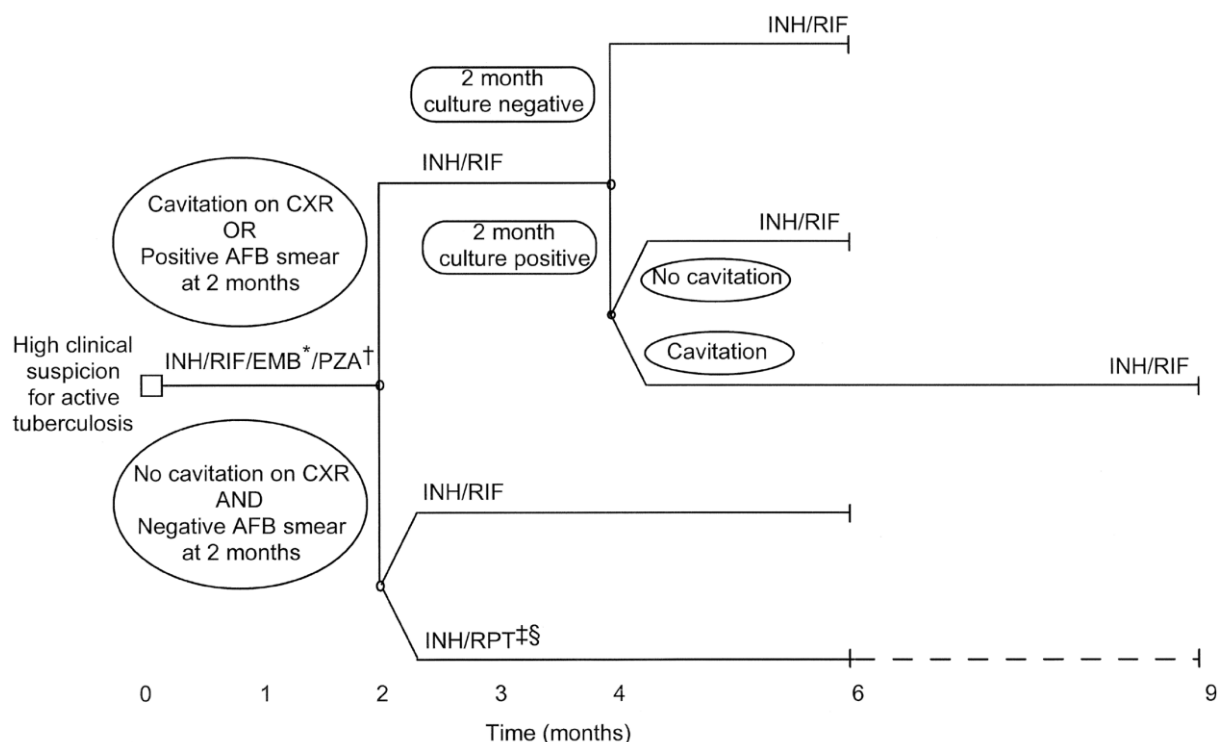 INH/RIF
2 month
culture negative
INH/RIF
Cavitation on CXR
OR
Positive AFB smear
at 2 months
2 month
culture positive
INH/RIF
No cavitation
Cavitation
High clinical
suspicion
for active
tuberculosis
INH/RIF/EMB*/PZA†
INH/RIF
No cavitation on CXR
AND
Negative AFB smear
at 2 months
INH/RIF
INH/RPT‡§
0 1 2 3 4 6 9
Time (months)